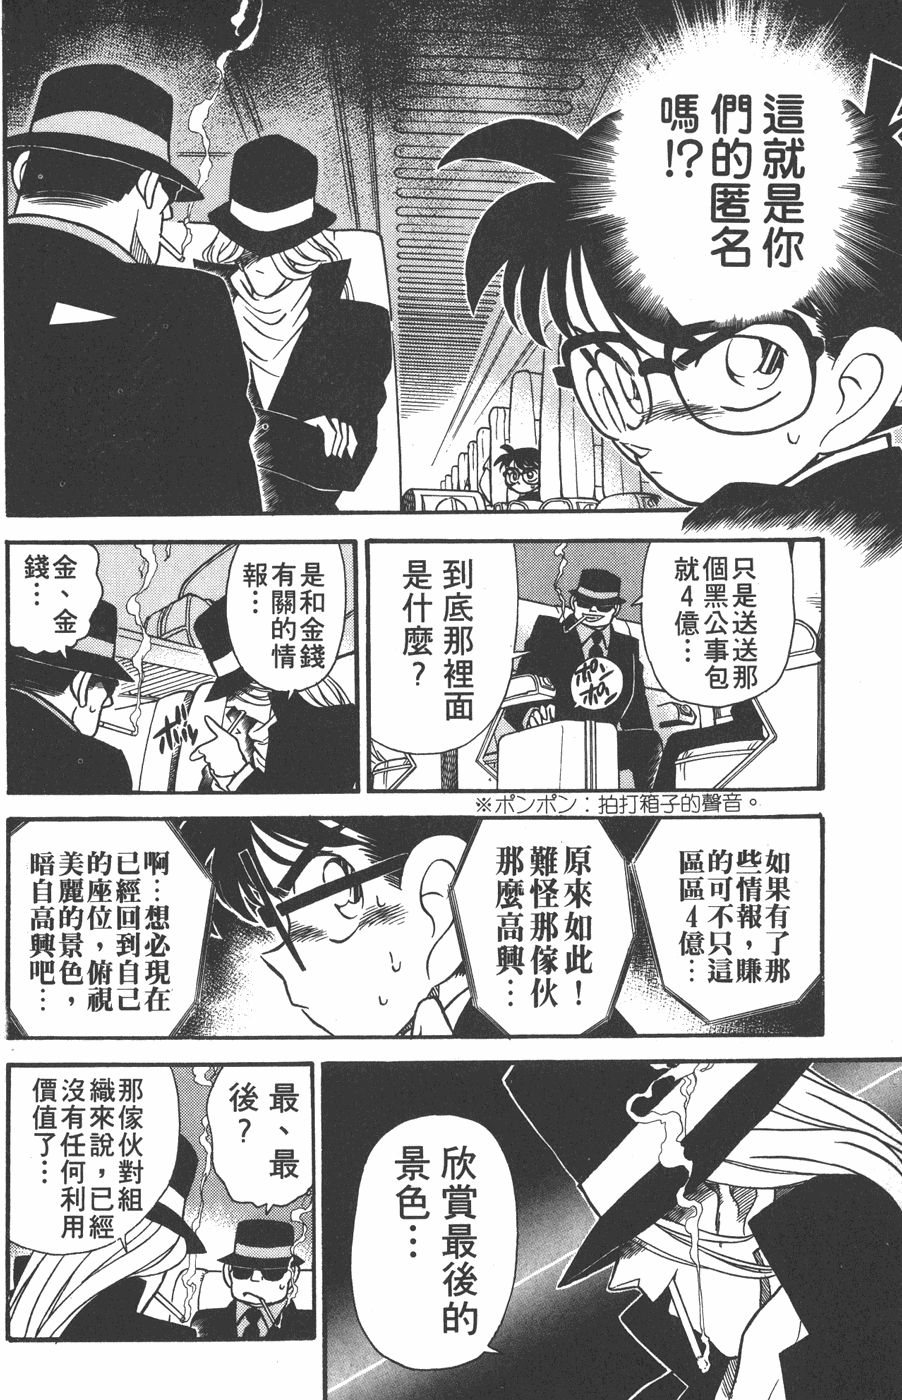 這就是你
們的匿名
嗎!?
只是送送那
個黑公事包
就4億…
ポンポン
到底那裡面
是什麼?
是和金錢
有關的情
報…
金、金
錢…
※ポンポン:拍打箱子的聲音。
如果有了那
些情報,賺
的可不只這
區區4億…
原來如此!
難怪那傢伙
那麼高興…
啊…想必現在
已經回到自己
的座位,俯視
美麗的景色,
暗自高興吧…
欣賞最後的
景色…
最、最
後?
那傢伙對組
織來說,已經
沒有任何利用
價值了…